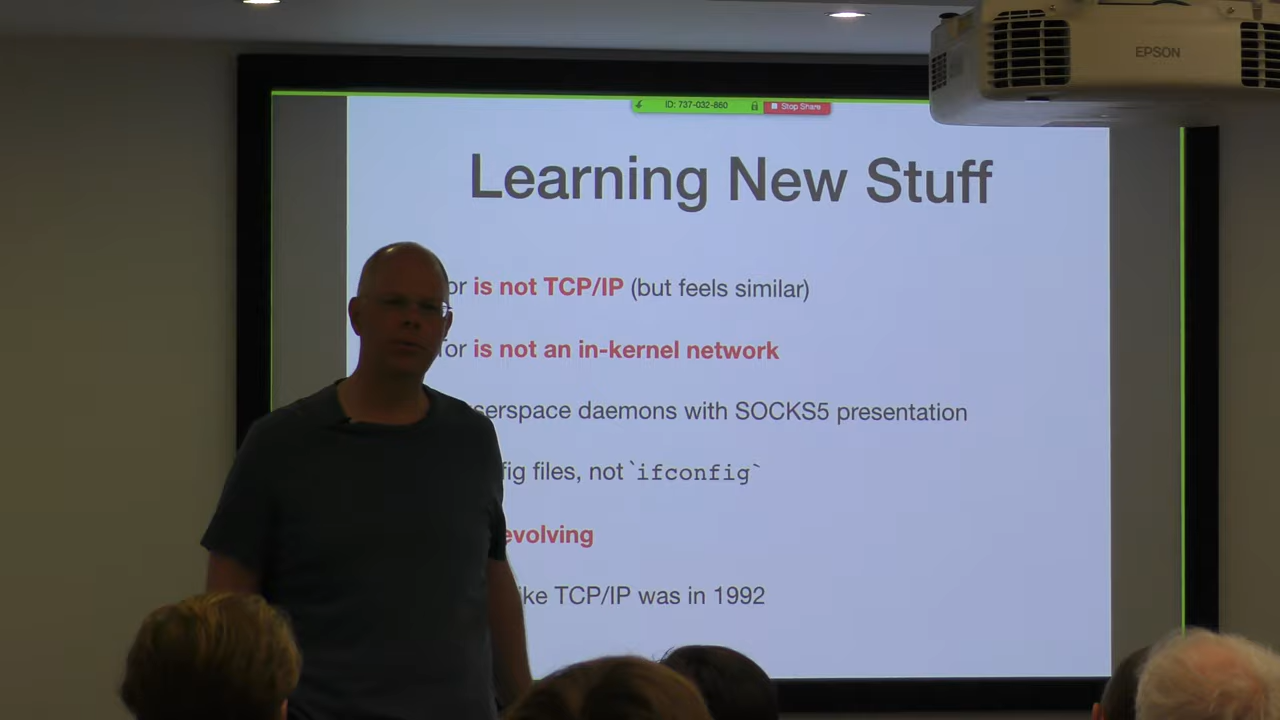 EPSON
ID: 737-032-860 Stop Share
Learning New Stuff
or is not TCP/IP (but feels similar)
or is not an in-kernel network
serspace daemons with SOCKS5 presentation
fig files, not `ifconfig`
evolving
ike TCP/IP was in 1992